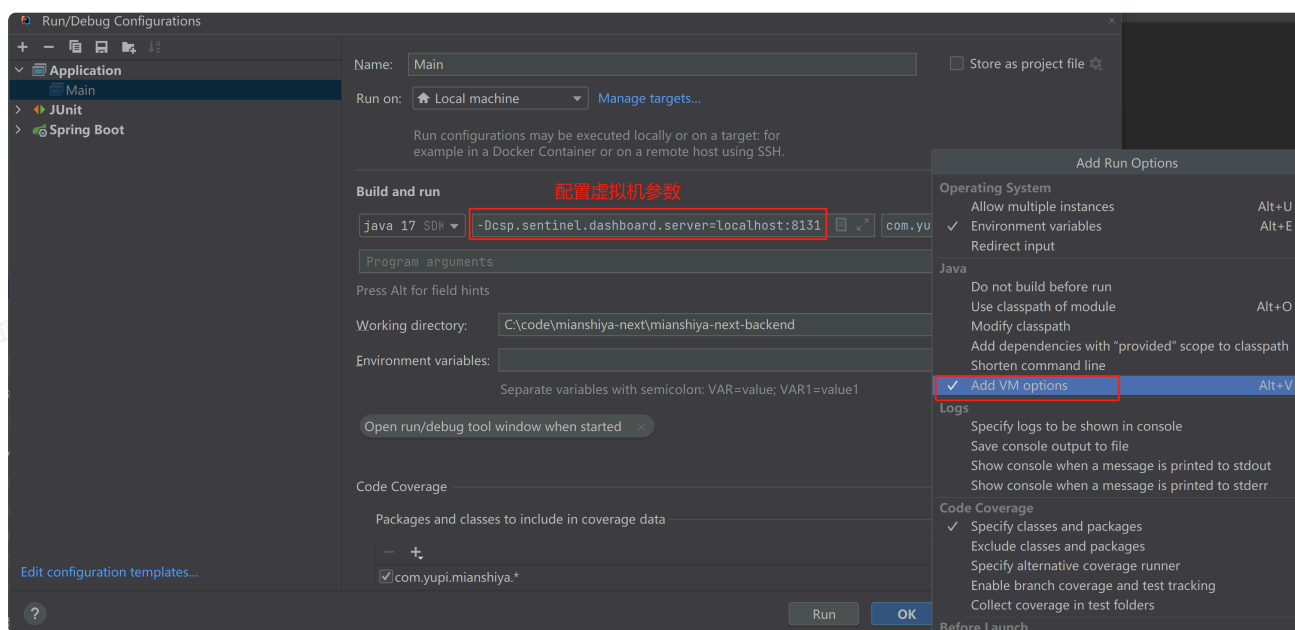 Run/Debug Configurations
Application
Main
JUnit
Spring Boot
Edit configuration templates...
Name: Main
Store as project file
Run on: Local machine Manage targets...
Run configurations may be executed locally or on a target: for
example in a Docker Container or on a remote host using SSH.
Build and run
配置虚拟机参数
java 17 SDK -Dcsp.sentinel.dashboard.server=localhost:8131 com.yu
Program arguments
Press Alt for field hints
Working directory: C:\code\mianshiya-next\mianshiya-next-backend
Environment variables:
Separate variables with semicolon: VAR=value; VAR1=value1
Open run/debug tool window when started
Code Coverage
Packages and classes to include in coverage data
com.yupi.mianshiya.*
? Run OK
Add Run Options
Operating System
Allow multiple instances Alt+U
Environment variables Alt+E
Redirect input
Java
Do not build before run
Use classpath of module Alt+O
Modify classpath
Add dependencies with “provided” scope to classpath
Shorten command line
Add VM options Alt+V
Logs
Specify logs to be shown in console
Save console output to file
Show console when a message is printed to stdout
Show console when a message is printed to stderr
Code Coverage
Specify classes and packages
Exclude classes and packages
Specify alternative coverage runner
Enable branch coverage and test tracking
Collect coverage in test folders
Before Launch